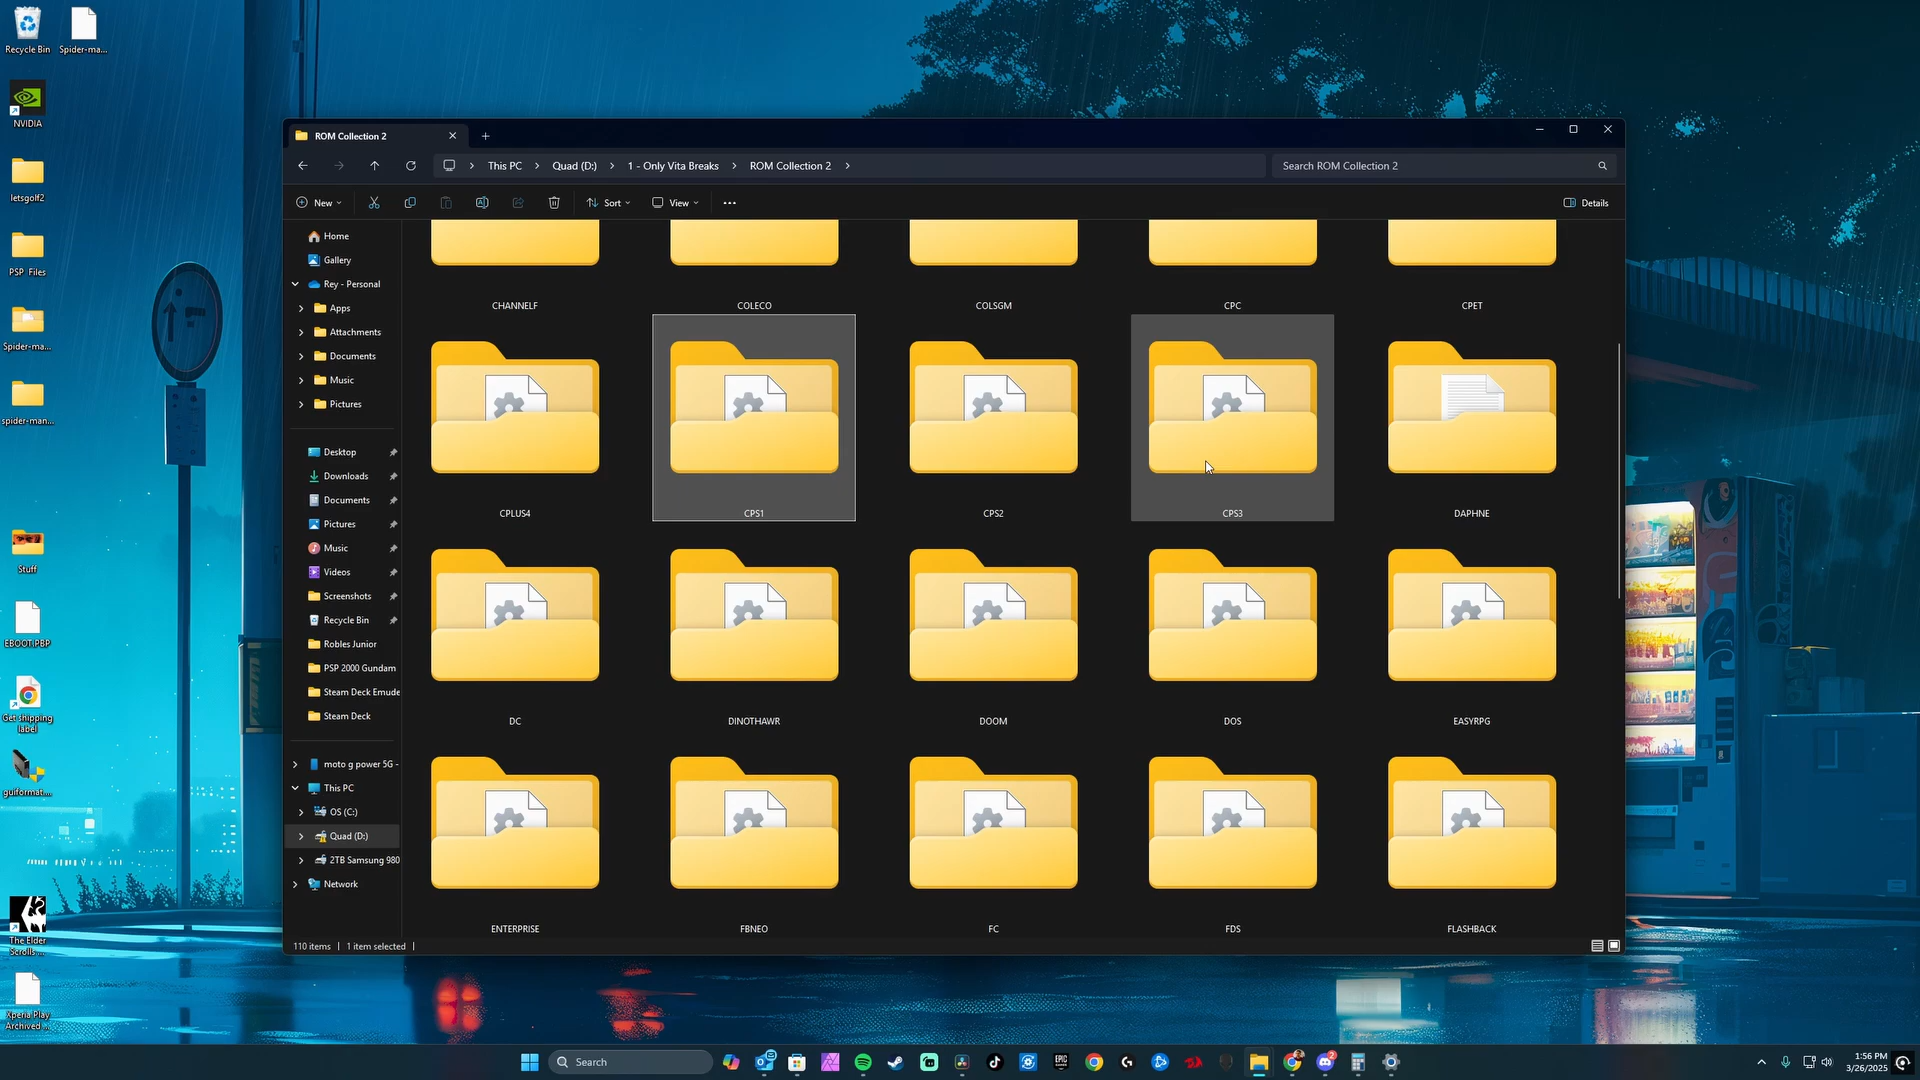 Recycle Bin
Spider-ma...
NVIDIA
letsgolf2
PSP Files
Spider-ma...
spider-man...
Stuff
EBOOT.PBP
Get shipping
label
guiformat...
The Elder
Scrolls ...
Xperia Play
Archived ...
ROM Collection 2
This PC
Quad (D:)
1 - Only Vita Breaks
ROM Collection 2
Search ROM Collection 2
New
Sort
View
Details
Home
Gallery
Rey - Personal
Apps
Attachments
Documents
Music
Pictures
Desktop
Downloads
Documents
Pictures
Music
Videos
Screenshots
Recycle Bin
Robles Junior
PSP 2000 Gundam
Steam Deck Emude
Steam Deck
moto g power 5G -
This PC
OS (C:)
Quad (D:)
2TB Samsung 980
Network
CHANNELF
COLECO
COLSGM
CPC
CPET
CPLUS4
CPS1
CPS2
CPS3
DAPHNE
DC
DINOTHAWR
DOOM
DOS
EASYRPG
ENTERPRISE
FBNEO
FC
FDS
FLASHBACK
110 items
1 item selected
Search
EPIC
2
1:56 PM
3/26/2025